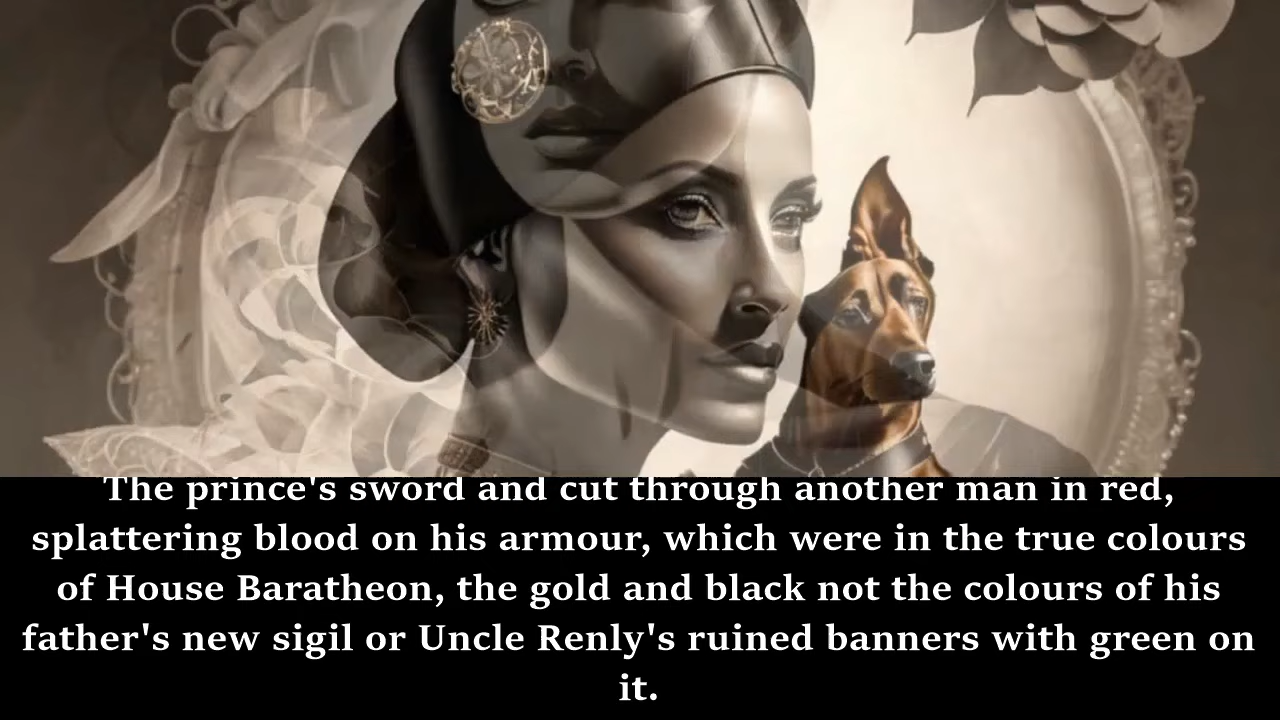 The prince's sword and cut through another man in red,
splattering blood on his armour, which were in the true colours
of House Baratheon, the gold and black not the colours of his
father's new sigil or Uncle Renly's ruined banners with green on
it.